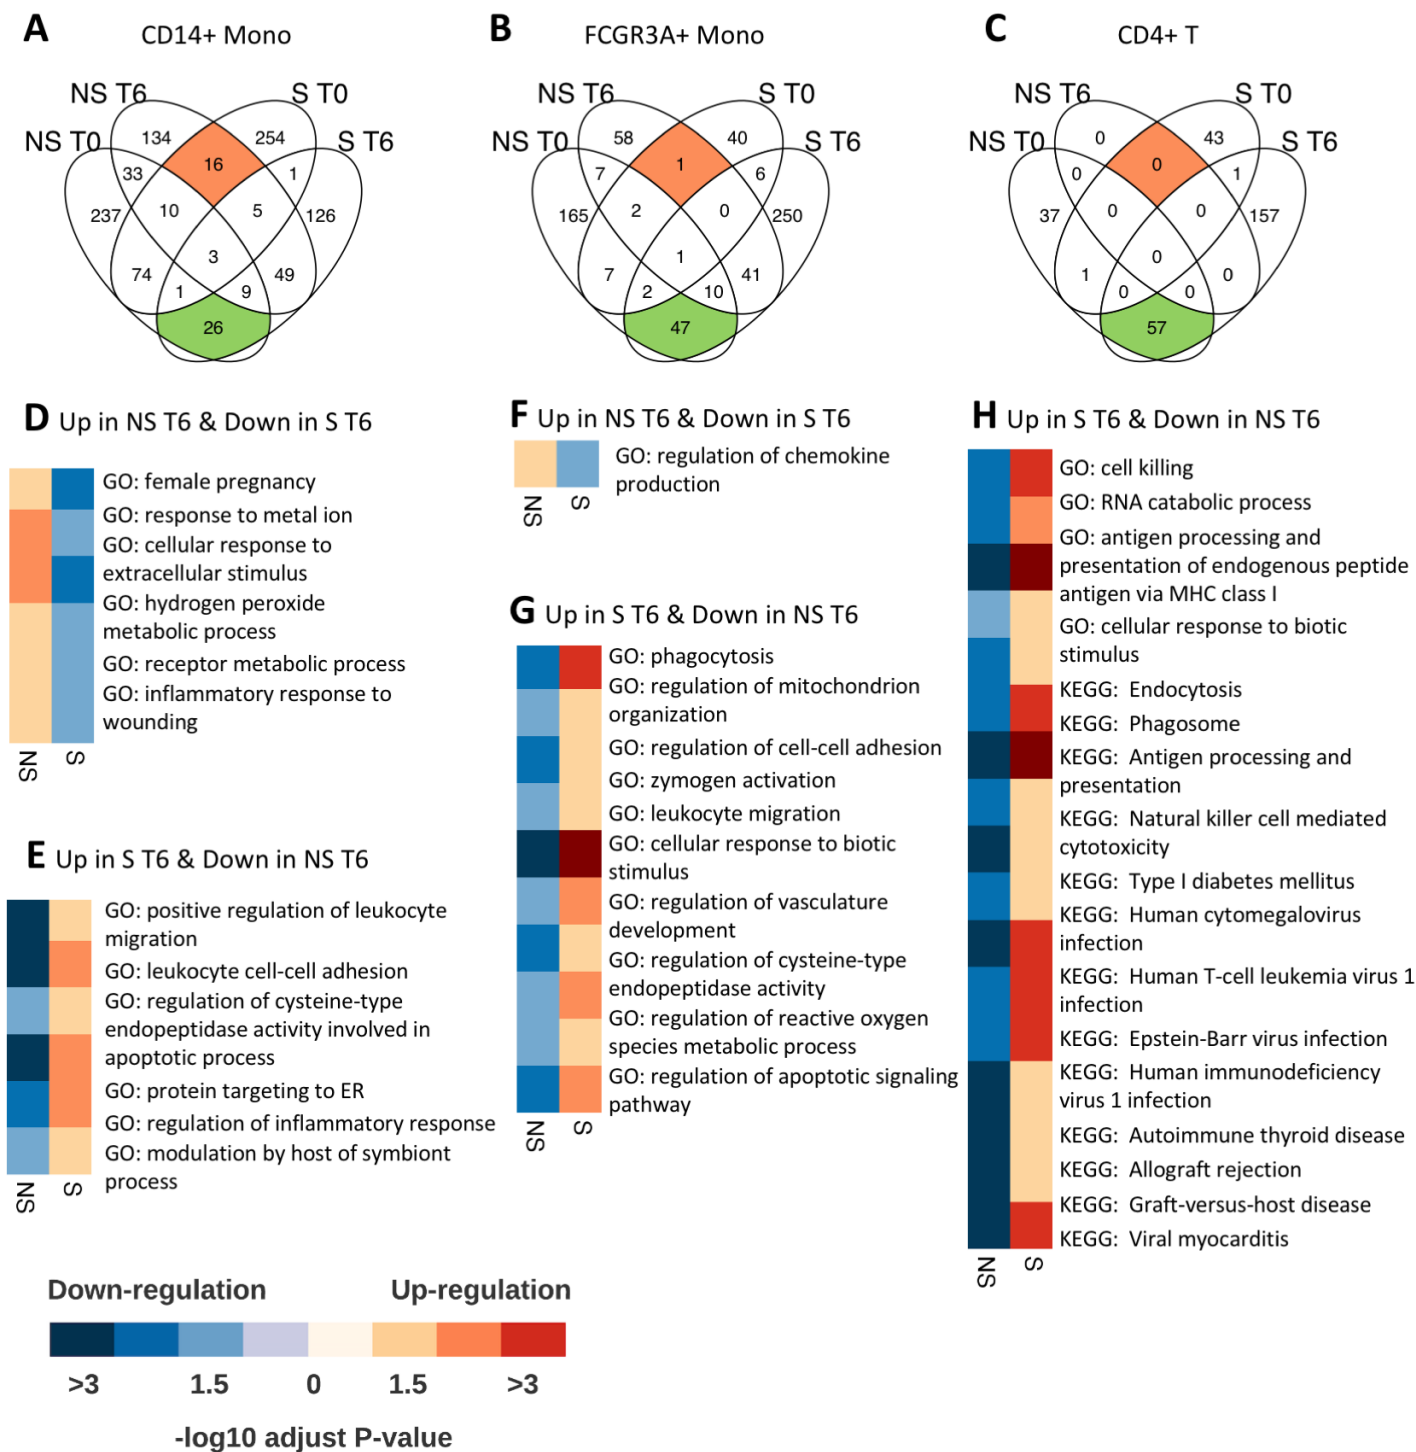 A
CD14+ Mono
NS T6
S T0
NS T0
S T6
134
254
33
16
1
237
10
5
126
74
3
49
1
9
26
B
FCGR3A+ Mono
NS T6
S T0
NS T0
S T6
58
40
7
1
6
165
2
0
250
7
1
41
2
10
47
C
CD4+ T
NS T6
S T0
NS T0
S T6
0
43
0
0
1
37
0
0
157
1
0
0
0
0
57
D Up in NS T6 & Down in S T6
GO: female pregnancy
GO: response to metal ion
GO: cellular response to
extracellular stimulus
GO: hydrogen peroxide
metabolic process
GO: receptor metabolic process
GO: inflammatory response to
wounding
NS
S
E Up in S T6 & Down in NS T6
GO: positive regulation of leukocyte
migration
GO: leukocyte cell-cell adhesion
GO: regulation of cysteine-type
endopeptidase activity involved in
apoptotic process
GO: protein targeting to ER
GO: regulation of inflammatory response
GO: modulation by host of symbiont
process
NS
S
F Up in NS T6 & Down in S T6
GO: regulation of chemokine
production
NS
S
G Up in S T6 & Down in NS T6
GO: phagocytosis
GO: regulation of mitochondrion
organization
GO: regulation of cell-cell adhesion
GO: zymogen activation
GO: leukocyte migration
GO: cellular response to biotic
stimulus
GO: regulation of vasculature
development
GO: regulation of cysteine-type
endopeptidase activity
GO: regulation of reactive oxygen
species metabolic process
GO: regulation of apoptotic signaling
pathway
NS
S
H Up in S T6 & Down in NS T6
GO: cell killing
GO: RNA catabolic process
GO: antigen processing and
presentation of endogenous peptide
antigen via MHC class I
GO: cellular response to biotic
stimulus
KEGG: Endocytosis
KEGG: Phagosome
KEGG: Antigen processing and
presentation
KEGG: Natural killer cell mediated
cytotoxicity
KEGG: Type I diabetes mellitus
KEGG: Human cytomegalovirus
infection
KEGG: Human T-cell leukemia virus 1
infection
KEGG: Epstein-Barr virus infection
KEGG: Human immunodeficiency
virus 1 infection
KEGG: Autoimmune thyroid disease
KEGG: Allograft rejection
KEGG: Graft-versus-host disease
KEGG: Viral myocarditis
NS
S
Down-regulation Up-regulation
>3 1.5 0 1.5 >3
-log10 adjust P-value